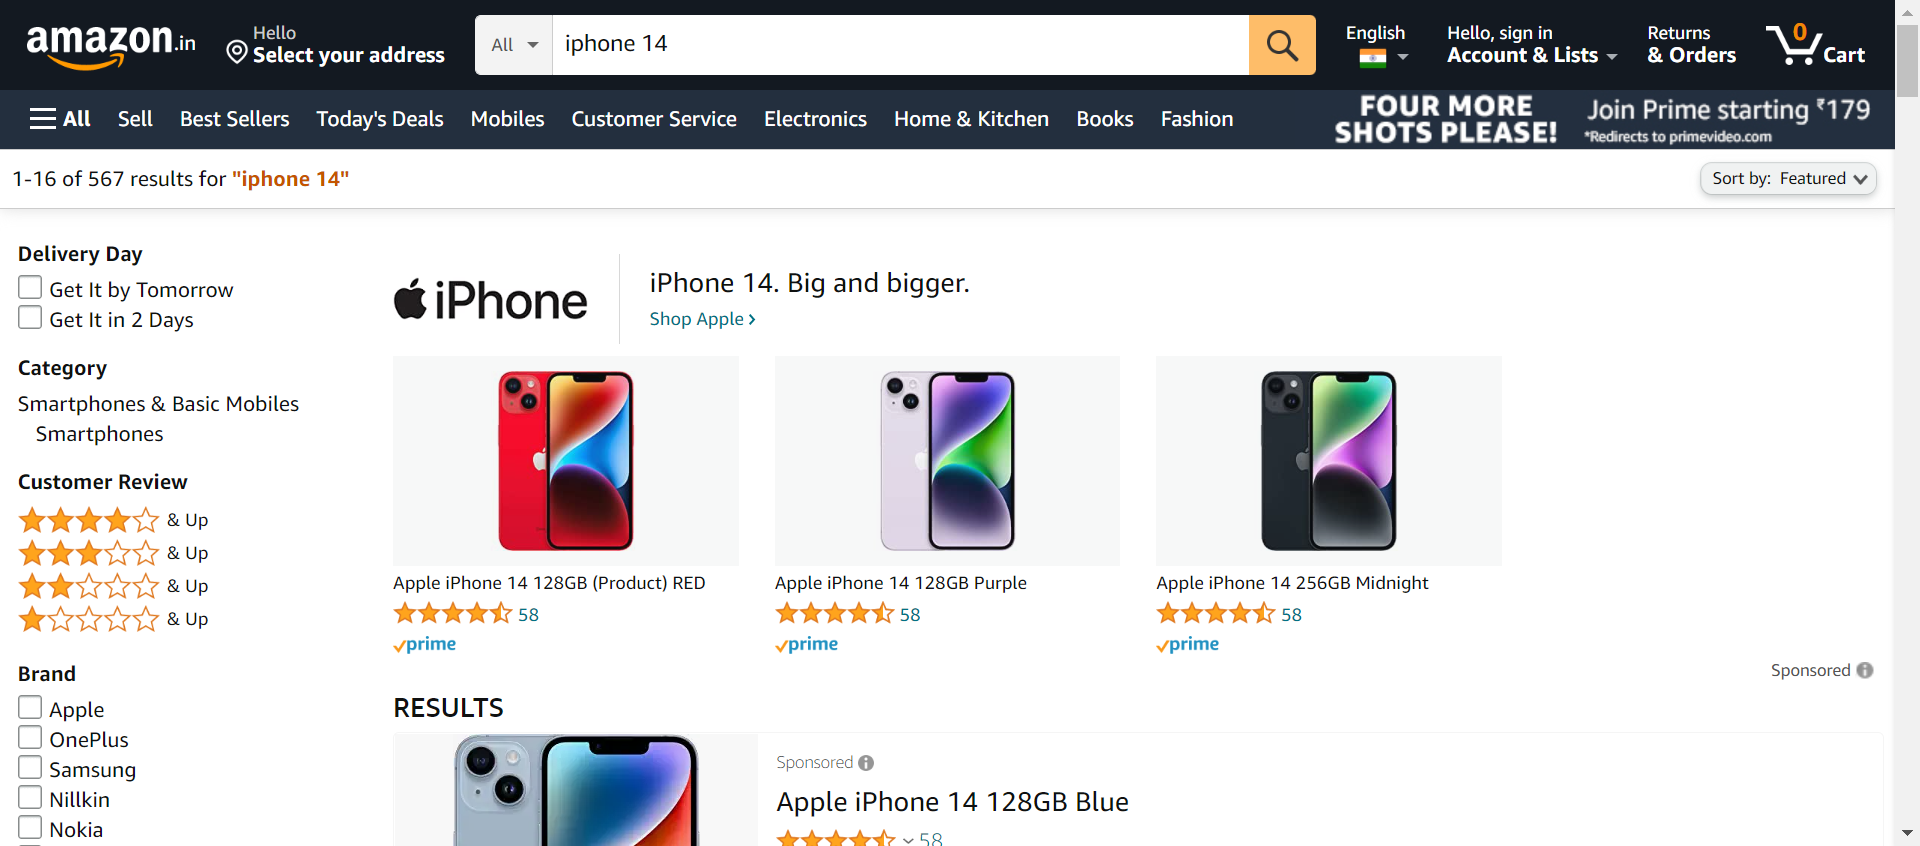 amazon.in
Hello
Select your address
All
iphone 14
English
Hello, sign in
Account & Lists
Returns
& Orders
0
Cart
All
Sell
Best Sellers
Today's Deals
Mobiles
Customer Service
Electronics
Home & Kitchen
Books
Fashion
FOUR MORE
SHOTS PLEASE!
Join Prime starting ₹179
*Redirects to primevideo.com
1-16 of 567 results for "iphone 14"
Sort by: Featured
Delivery Day
Get It by Tomorrow
Get It in 2 Days
Category
Smartphones & Basic Mobiles
Smartphones
Customer Review
& Up
& Up
& Up
& Up
Brand
Apple
OnePlus
Samsung
Nillkin
Nokia
iPhone
iPhone 14. Big and bigger.
Shop Apple ›
Apple iPhone 14 128GB (Product) RED
58
prime
Apple iPhone 14 128GB Purple
58
prime
Apple iPhone 14 256GB Midnight
58
prime
Sponsored
RESULTS
Sponsored
Apple iPhone 14 128GB Blue
58